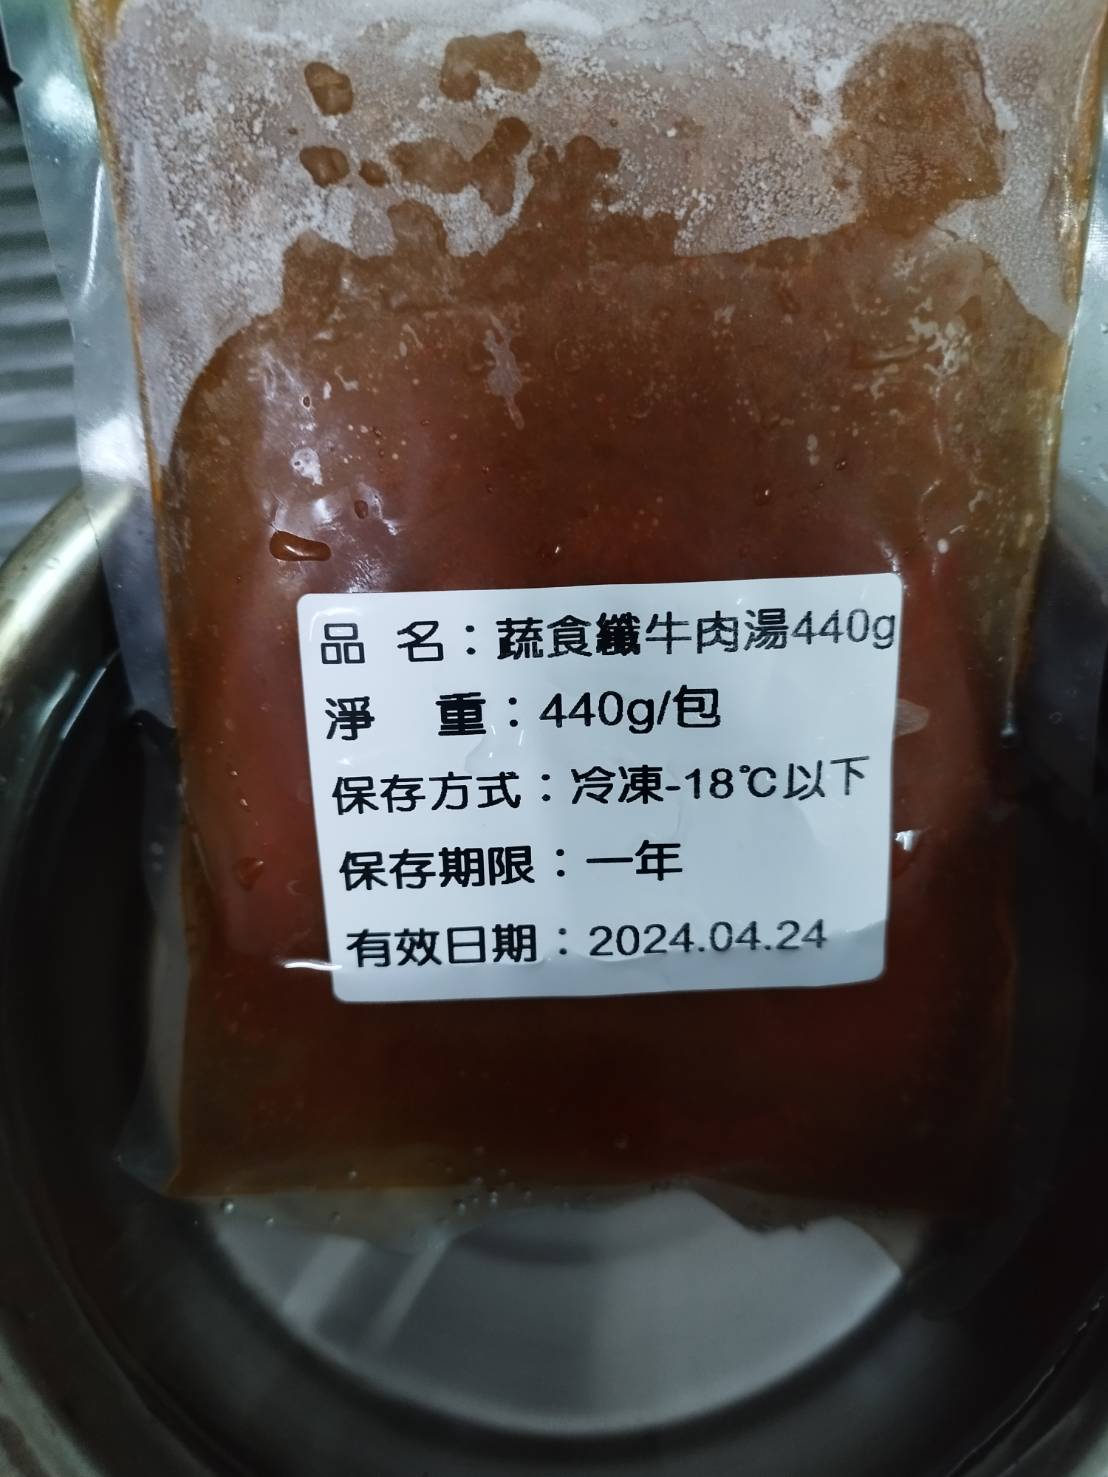 品 名：蔬食纖牛肉湯440g
淨 重：440g/包
保存方式：冷凍-18℃以下
保存期限：一年
有效日期：2024.04.24